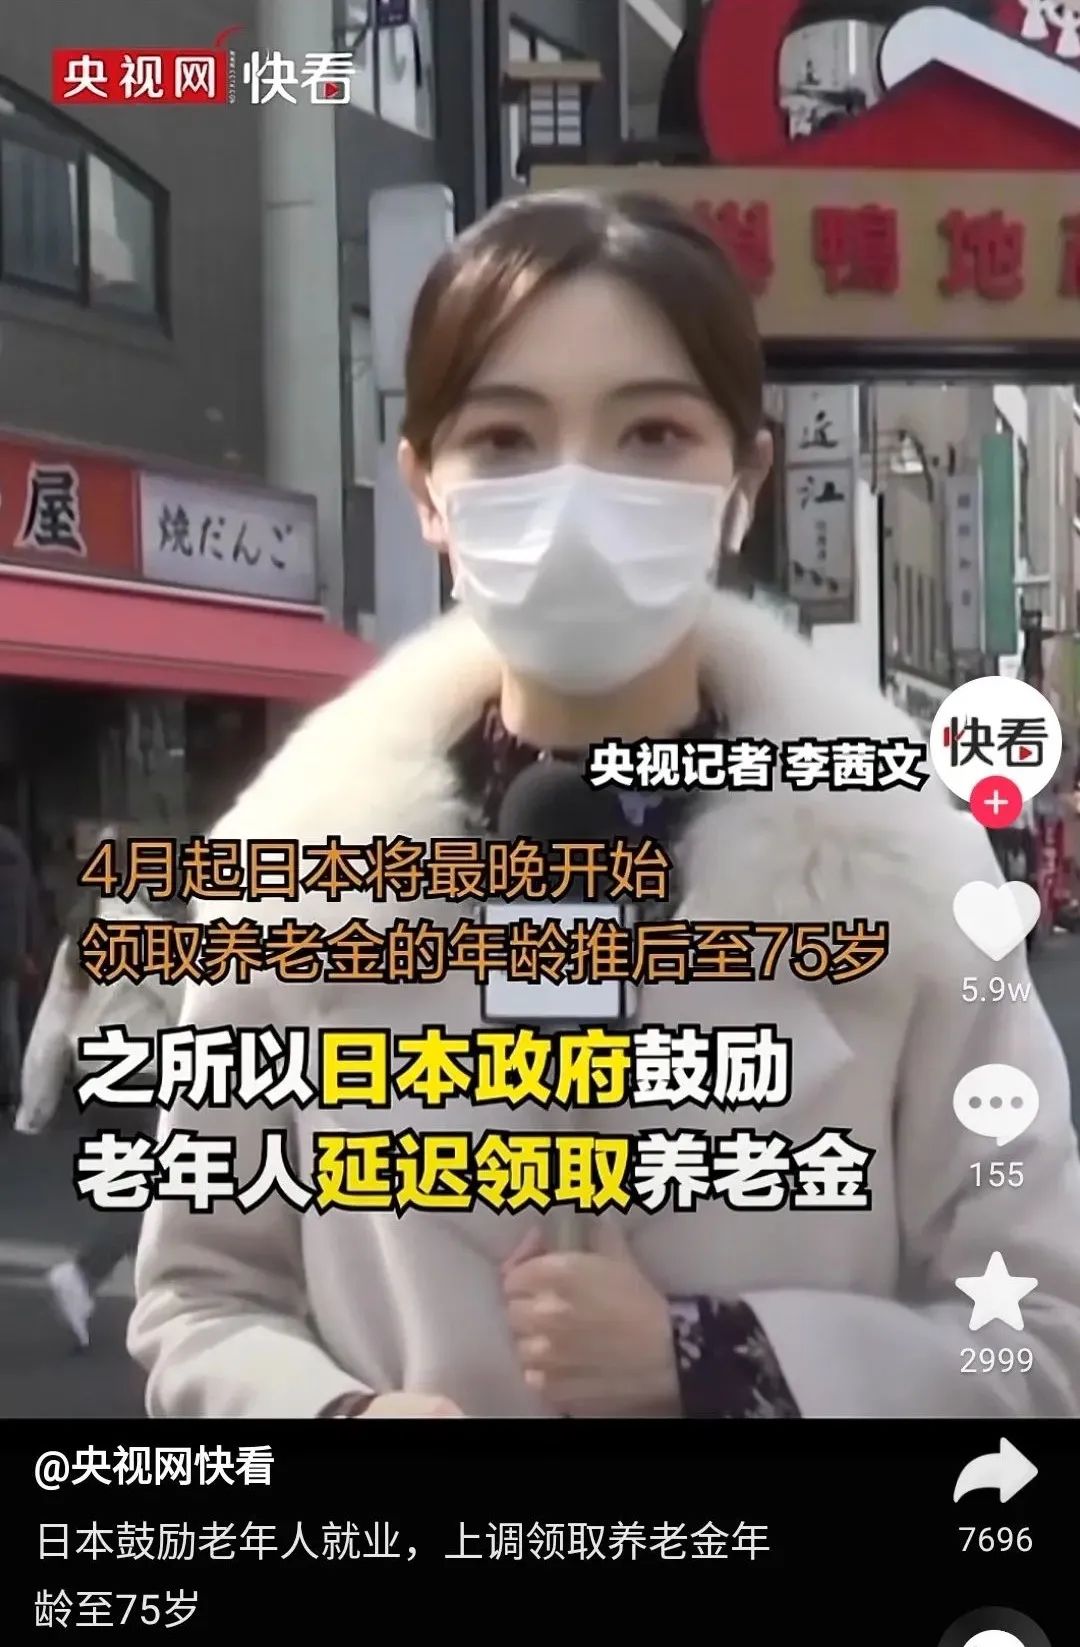 央视网 快看
巢鴨地
近江
屋
焼だんご
快看
央视记者 李茜文
4月起日本将最晚开始
领取养老金的年龄推后至75岁
之所以日本政府鼓励
老年人延迟领取养老金
5.9w
155
2999
7696
@央视网快看
日本鼓励老年人就业，上调领取养老金年
龄至75岁